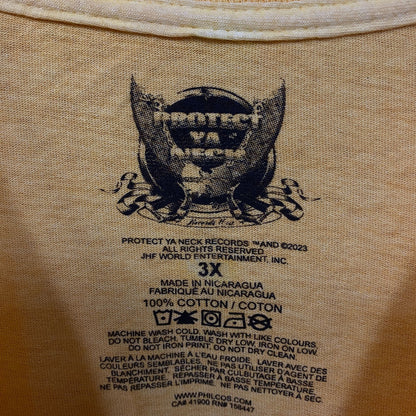 PROTECT
YA
NECK
PROTECT YA NECK RECORDS ™AND ©2023
ALL RIGHTS RESERVED
JHF WORLD ENTERTAINMENT, INC.
3X
MADE IN NICARAGUA
FABRIQUÉ AU NICARAGUA
100% COTTON / COTON
MACHINE WASH COLD. WASH WITH LIKE COLOURS.
DO NOT BLEACH. TUMBLE DRY LOW. IRON ON LOW.
DO NOT IRON PRINT. DO NOT DRY CLEAN.
LAVER À LA MACHINE À L'EAU FROIDE. LAVER AVEC DES
COULEURS SEMBLABLES. NE PAS UTILISER D'AGENT DE
BLANCHIMENT. SÉCHER PAR CULBUTAGE À BASSE
TEMPÉRATURE. REPASSER À BASSE TEMPÉRATURE.
NE PAS REPASSER L'IMPRIMÉ. NE PAS NETTOYER À SEC.
WWW.PHILCOS.COM
CA# 41900 RN# 156447